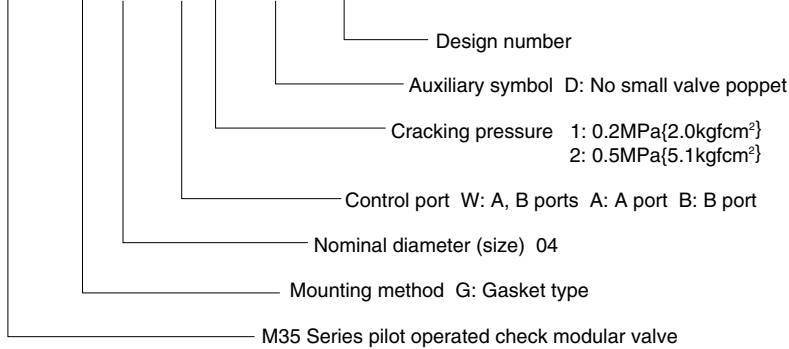 Design number
Auxiliary symbol D: No small valve poppet
Cracking pressure 1: 0.2MPa{2.0kgfcm²}
2: 0.5MPa{5.1kgfcm²}
Control port W: A, B ports A: A port B: B port
Nominal diameter (size) 04
Mounting method G: Gasket type
M35 Series pilot operated check modular valve